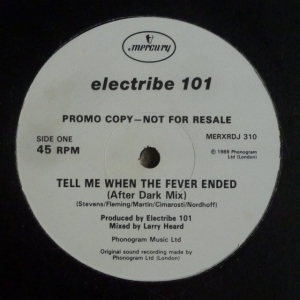 mercury
electribe 101
PROMO COPY—NOT FOR RESALE
SIDE ONE
45 RPM
MERXRDJ 310
℗ 1989 Phonogram
Ltd (London)
TELL ME WHEN THE FEVER ENDED
(After Dark Mix)
(Stevens/Fleming/Martin/Cimarosti/Nordhoff)
Produced by Electribe 101
Mixed by Larry Heard
Phonogram Music Ltd
Original sound recording made by
Phonogram Ltd (London)